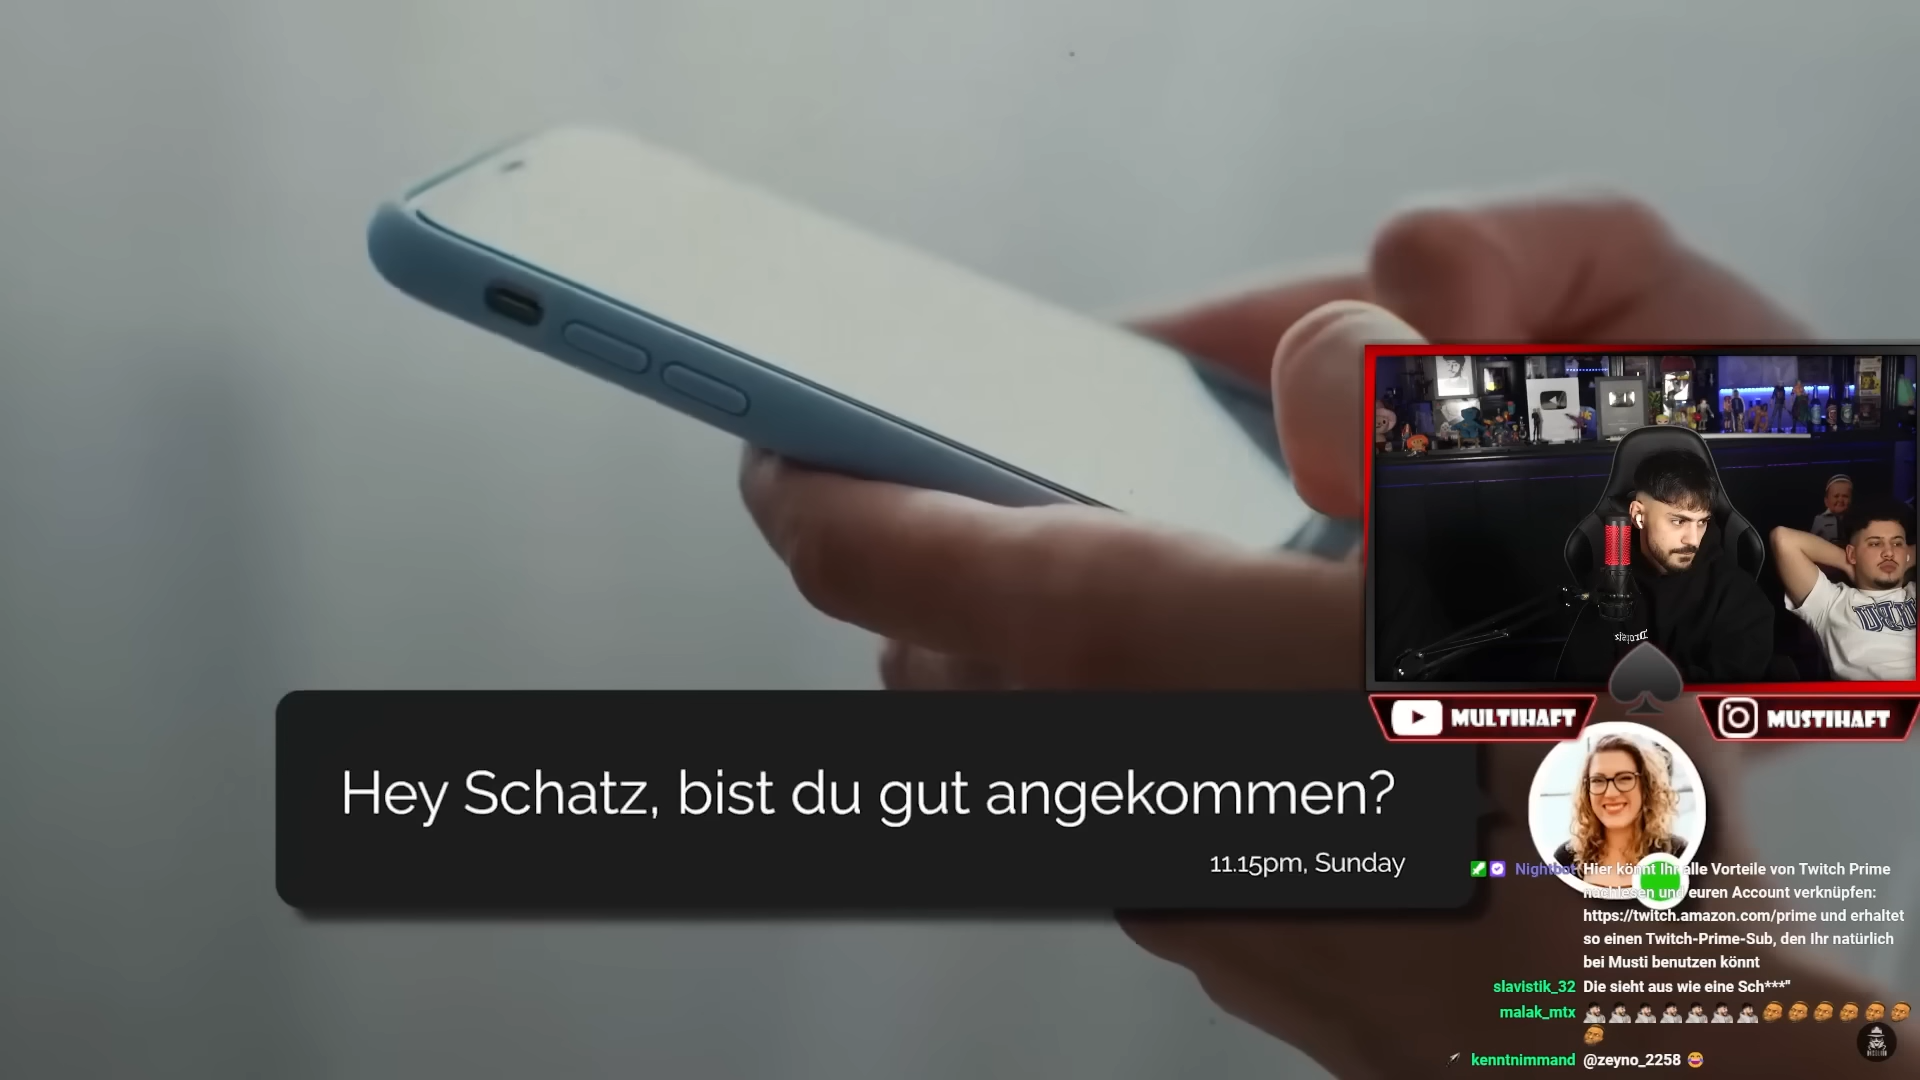 Hey Schatz, bist du gut angekommen?
11.15pm, Sunday
MULTIHAFT
MUSTIHAFT
Nightbot: Hier könnt Ihr alle Vorteile von Twitch Prime
nachlesen und euren Account verknüpfen:
https://twitch.amazon.com/prime und erhaltet
so einen Twitch-Prime-Sub, den Ihr natürlich
bei Musti benutzen könnt
slavistik_32 Die sieht aus wie eine Sch***"
malak_mtx
kenntnimmand @zeyno_2258